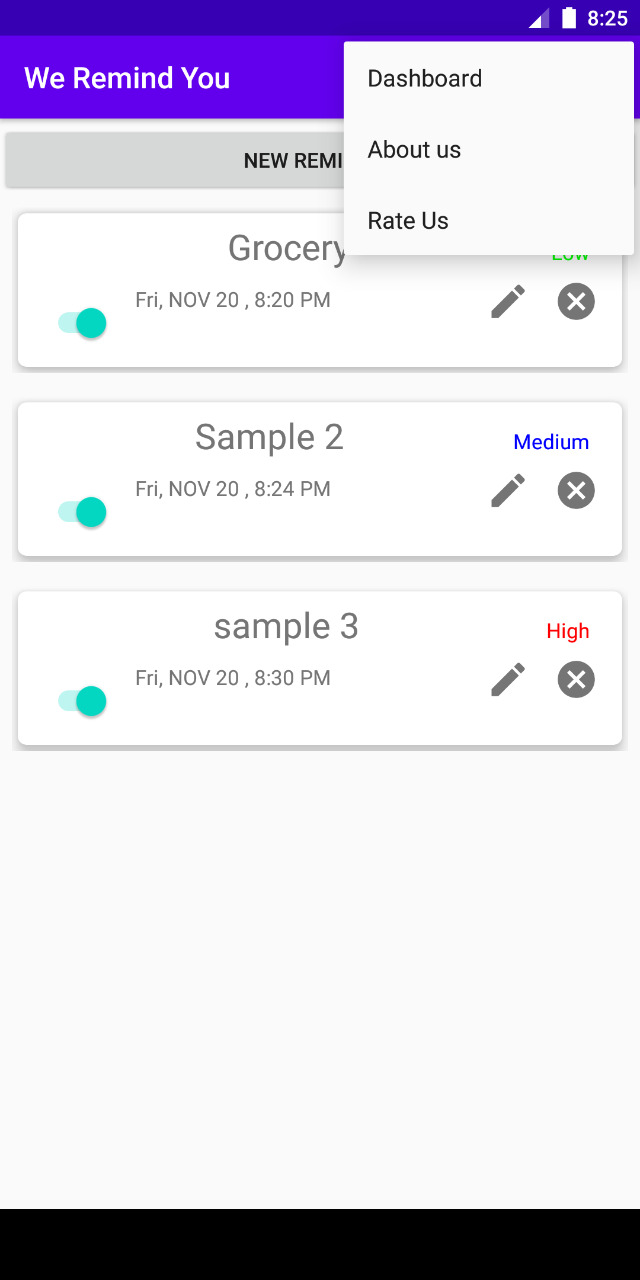 8:25
We Remind You
Dashboard
About us
Rate Us
NEW REMI
Grocery
Low
Fri, NOV 20 , 8:20 PM
Sample 2
Medium
Fri, NOV 20 , 8:24 PM
sample 3
High
Fri, NOV 20 , 8:30 PM